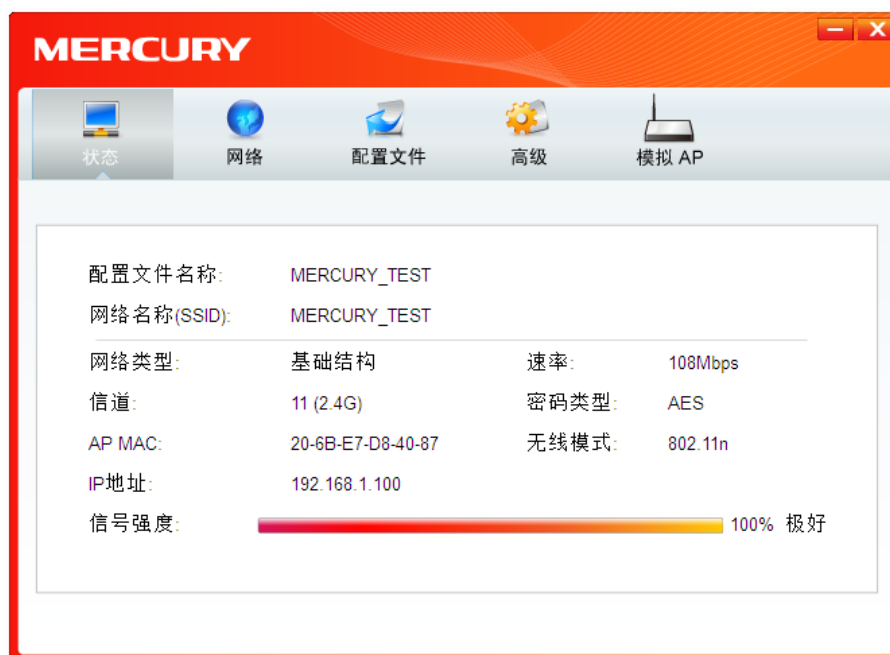 MERCURY
状态 网络 配置文件 高级 模拟 AP
配置文件名称: MERCURY_TEST
网络名称(SSID): MERCURY_TEST
网络类型: 基础结构 速率: 108Mbps
信道: 11 (2.4G) 密码类型: AES
AP MAC: 20-6B-E7-D8-40-87 无线模式: 802.11n
IP地址: 192.168.1.100
信号强度: 100% 极好